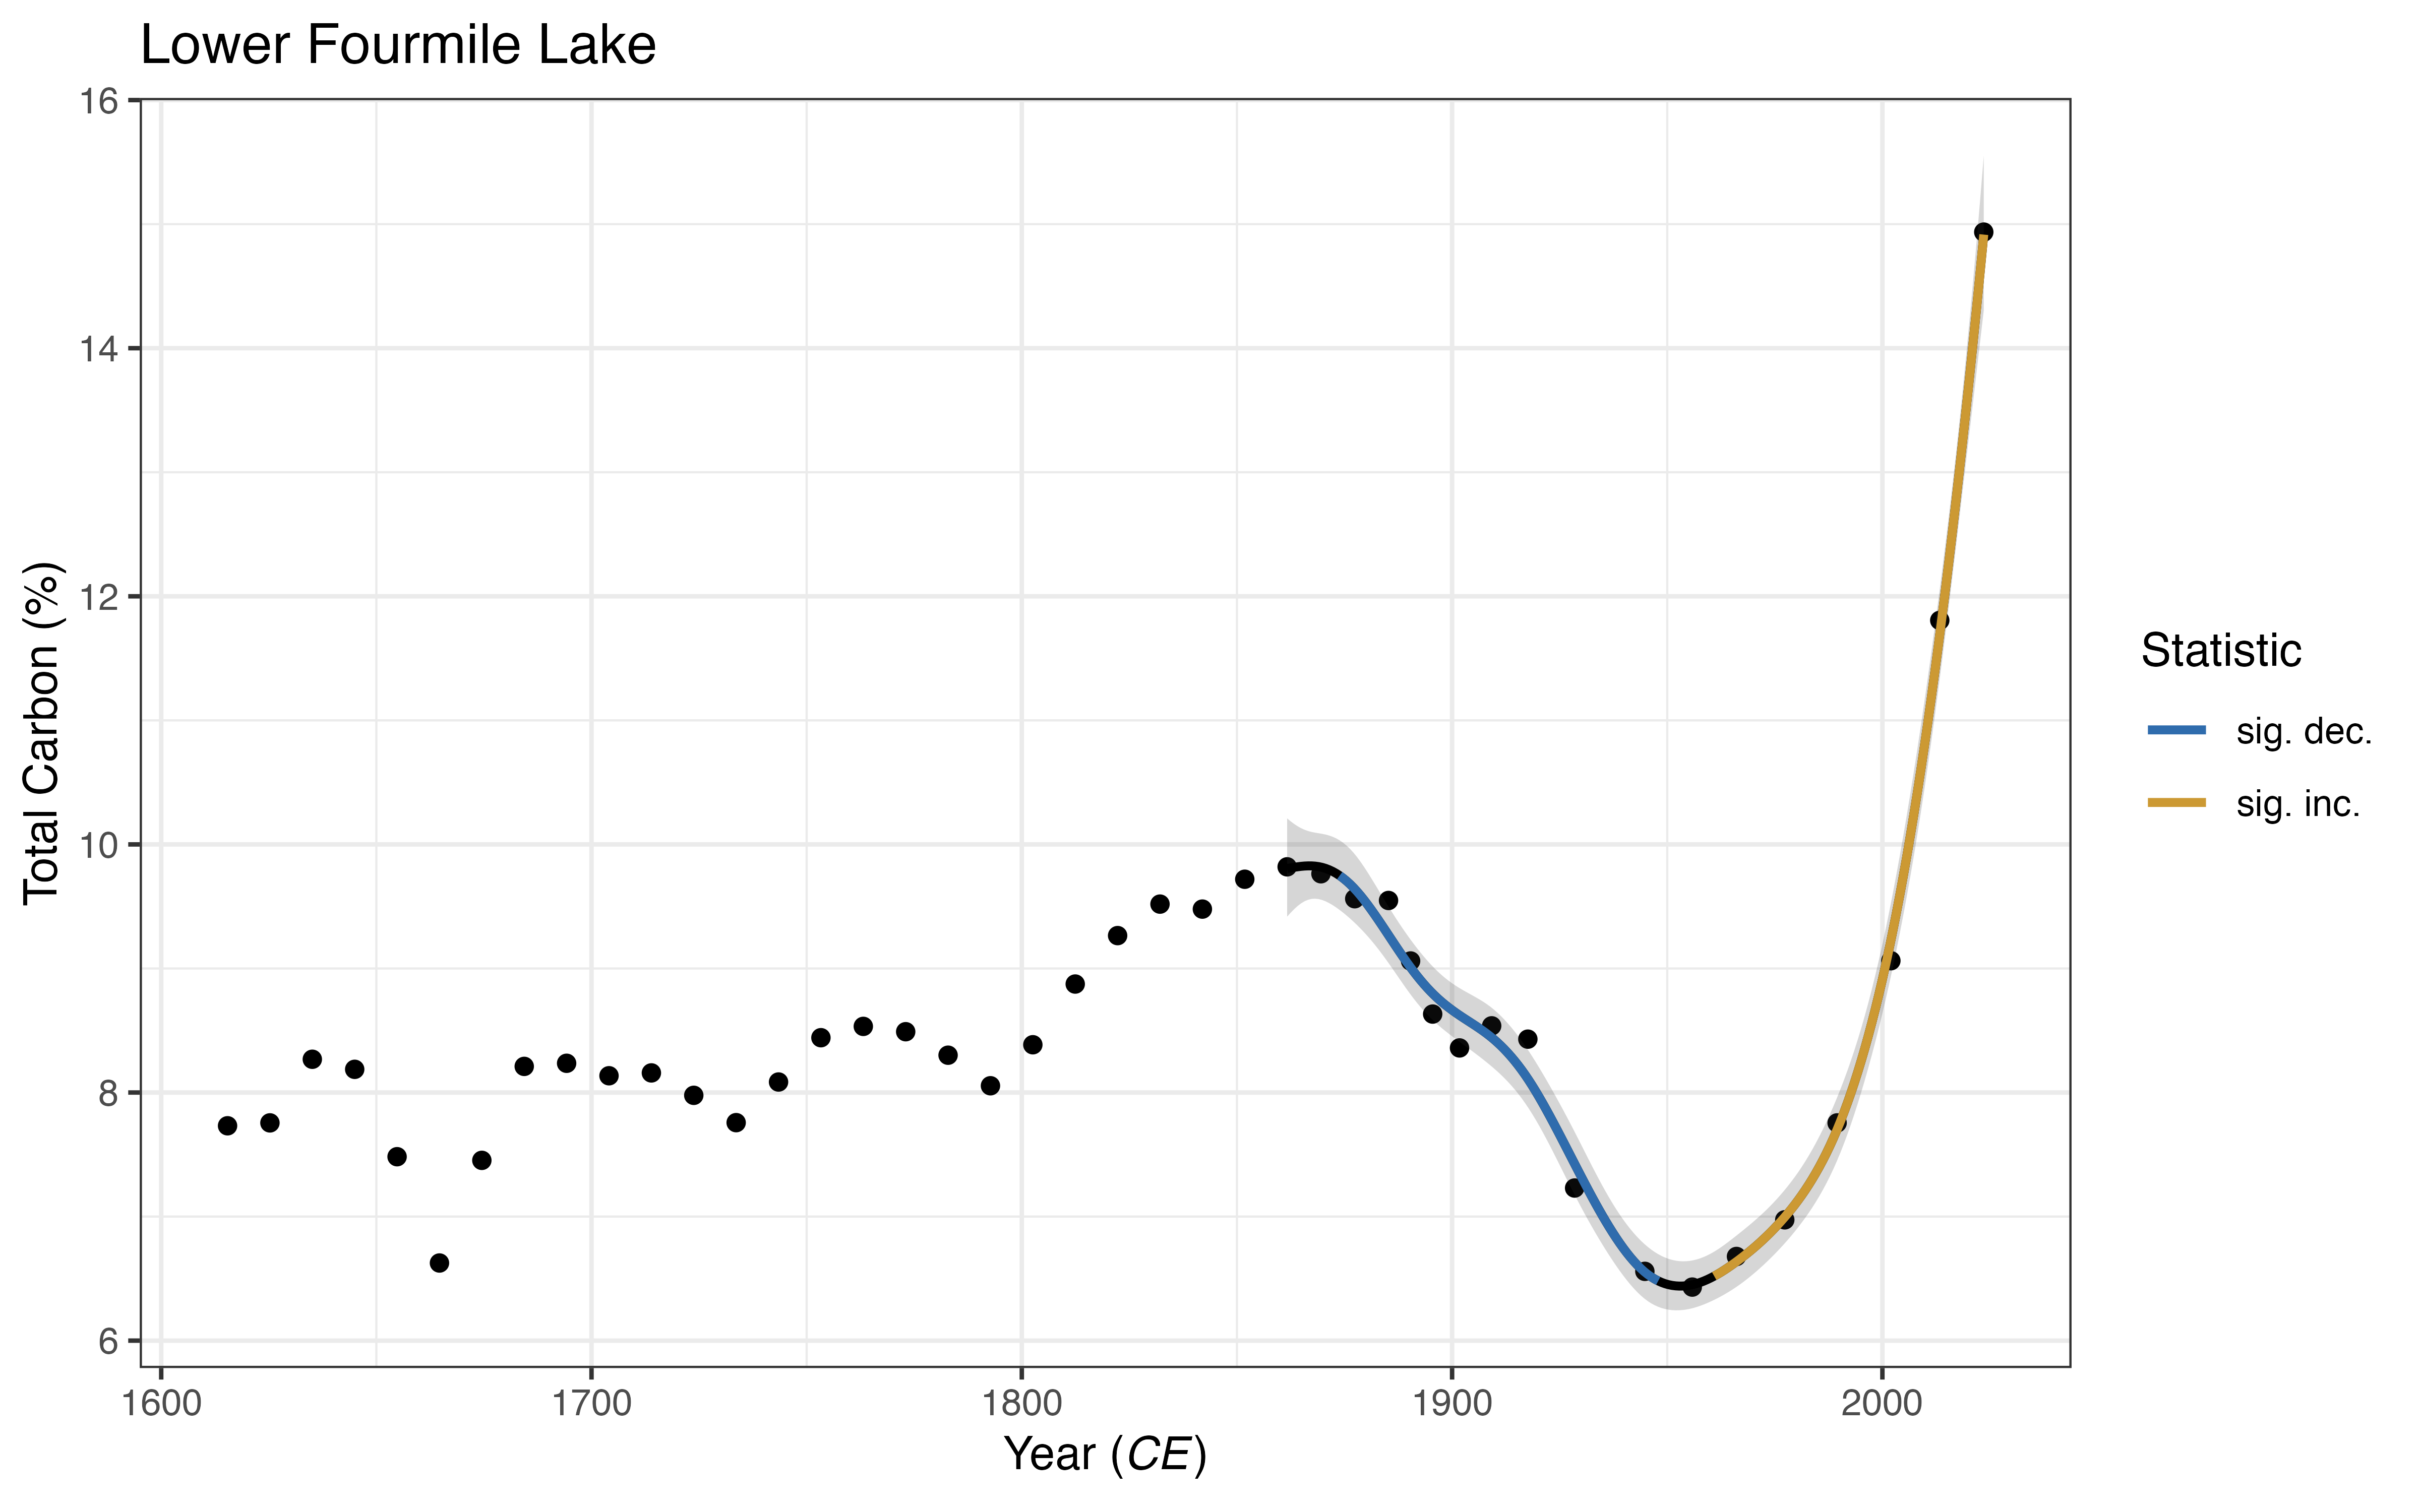 Lower Fourmile Lake
16
14
12
10
8
6
Total Carbon (%)
1600 1700 1800 1900 2000
Year (CE)
Statistic
sig. dec.
sig. inc.